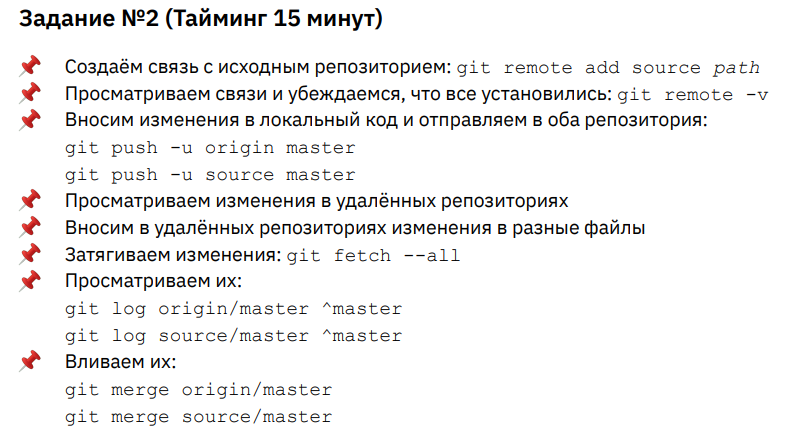 Задание №2 (Тайминг 15 минут)
Создаём связь с исходным репозиторием: git remote add source path
Просматриваем связи и убеждаемся, что все установились: git remote -v
Вносим изменения в локальный код и отправляем в оба репозитория:
git push -u origin master
git push -u source master
Просматриваем изменения в удалённых репозиториях
Вносим в удалённых репозиториях изменения в разные файлы
Затягиваем изменения: git fetch --all
Просматриваем их:
git log origin/master ^master
git log source/master ^master
Вливаем их:
git merge origin/master
git merge source/master